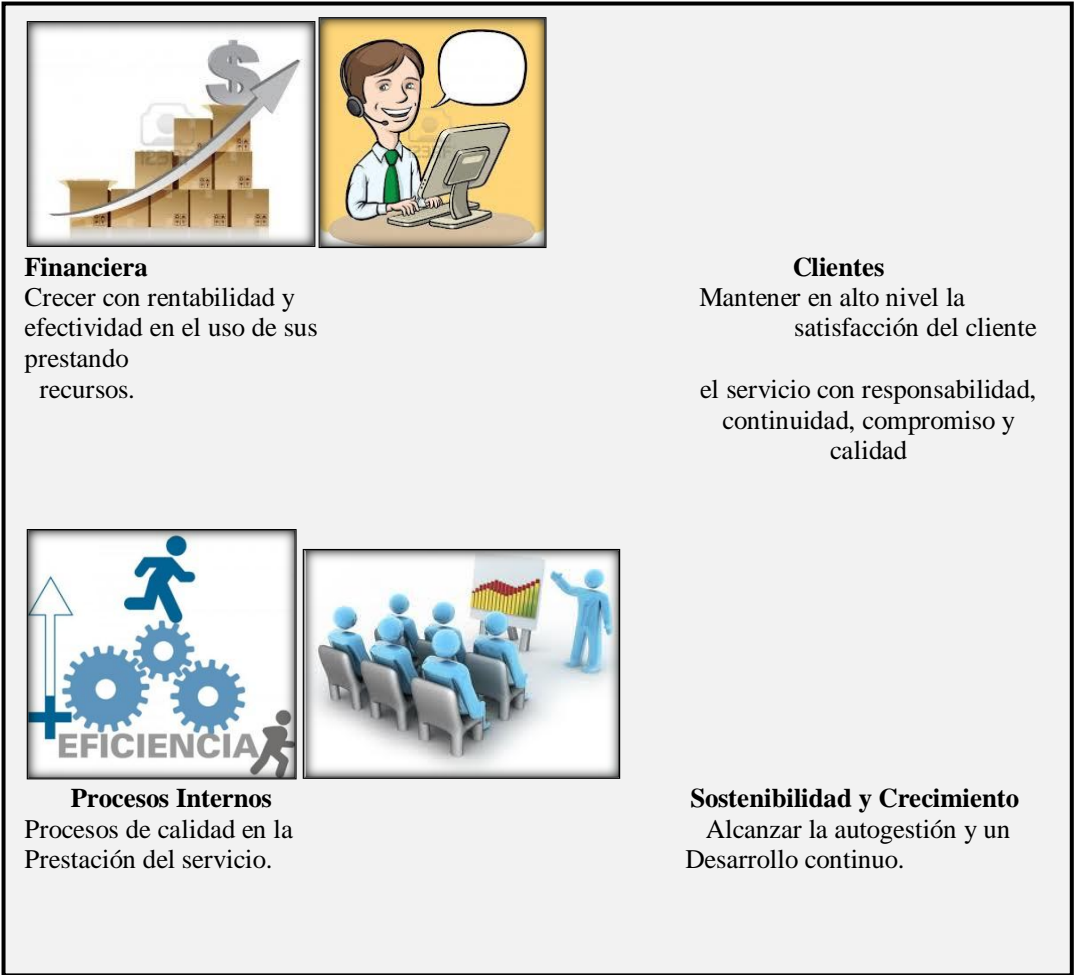 $
123RF
123RF
Financiera
Crecer con rentabilidad y
efectividad en el uso de sus
prestando
recursos.
Clientes
Mantener en alto nivel la
satisfacción del cliente
el servicio con responsabilidad,
continuidad, compromiso y
calidad
EFICIENCIA
Procesos Internos
Procesos de calidad en la
Prestación del servicio.
Sostenibilidad y Crecimiento
Alcanzar la autogestión y un
Desarrollo continuo.